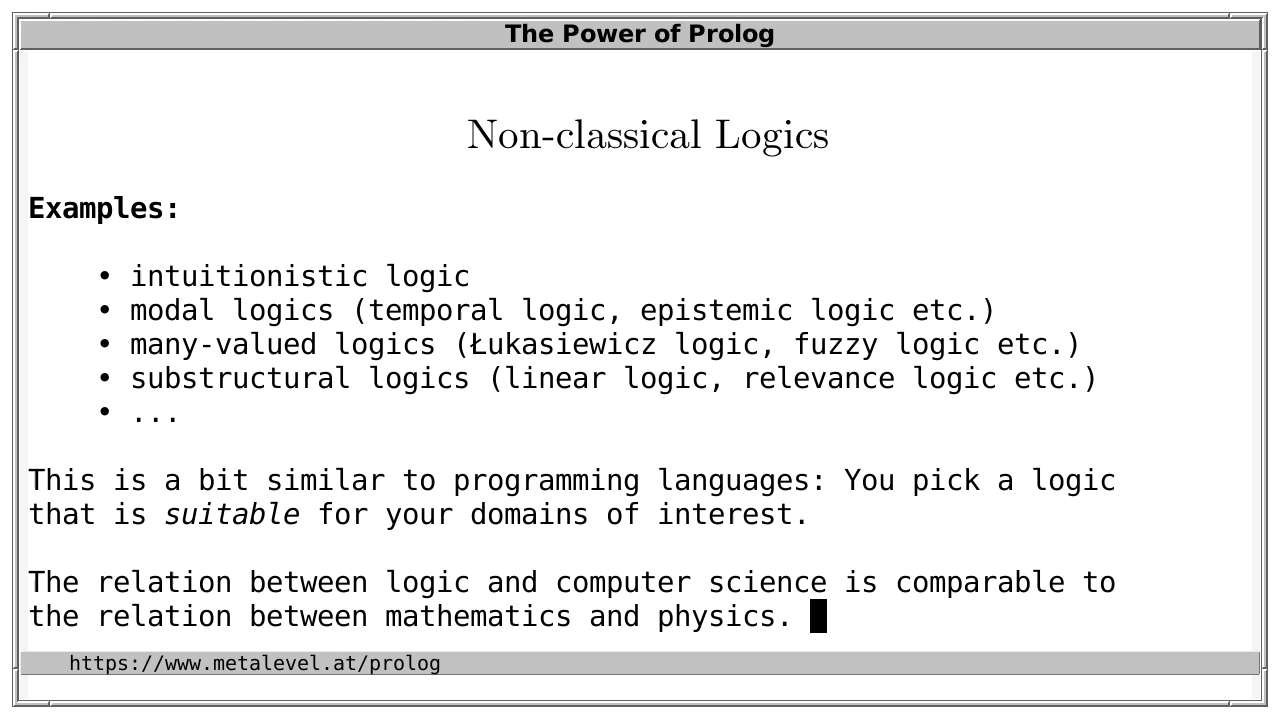 The Power of Prolog
Non-classical Logics
Examples:
• intuitionistic logic
• modal logics (temporal logic, epistemic logic etc.)
• many-valued logics (Łukasiewicz logic, fuzzy logic etc.)
• substructural logics (linear logic, relevance logic etc.)
• ...
This is a bit similar to programming languages: You pick a logic
that is suitable for your domains of interest.
The relation between logic and computer science is comparable to
the relation between mathematics and physics.
https://www.metalevel.at/prolog